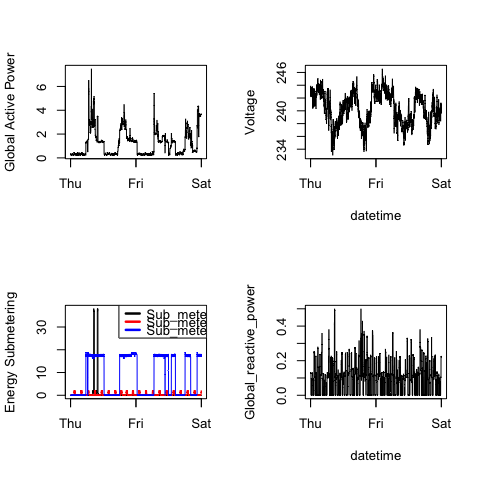 Global Active Power
0 2 4 6
Thu Fri Sat
Voltage
234 240 246
Thu Fri Sat
datetime
Energy Submetering
0 10 30
Sub_mete
Sub_mete
Sub_mete
Thu Fri Sat
Global_reactive_power
0.0 0.2 0.4
Thu Fri Sat
datetime